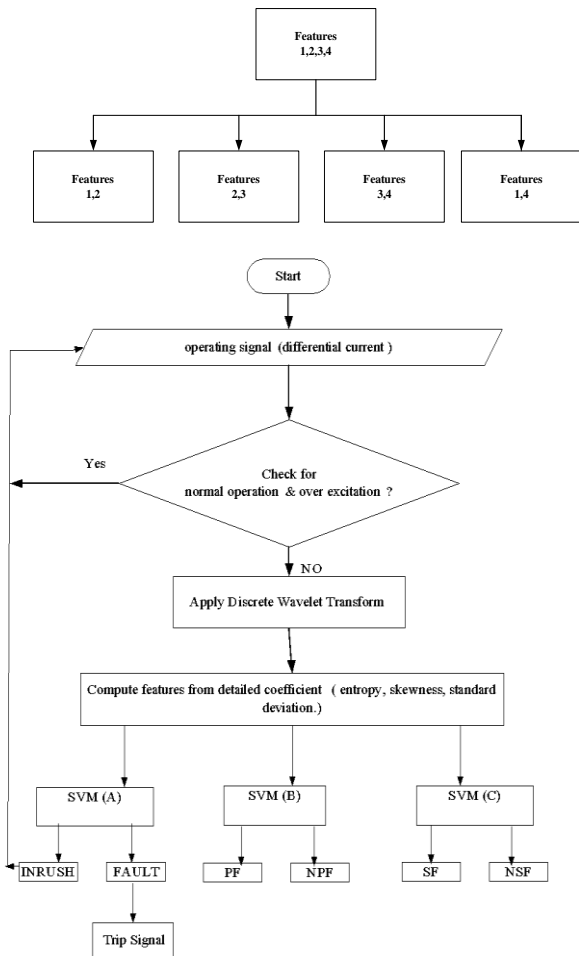 Features
1,2,3,4
Features
1,2
Features
2,3
Features
3,4
Features
1,4
Start
operating signal (differential current )
Yes
Check for
normal operation & over excitation ?
NO
Apply Discrete Wavelet Transform
Compute features from detailed coefficient ( entropy, skewness, standard
deviation.)
SVM (A)
SVM (B)
SVM (C)
INRUSH
FAULT
PF
NPF
SF
NSF
Trip Signal